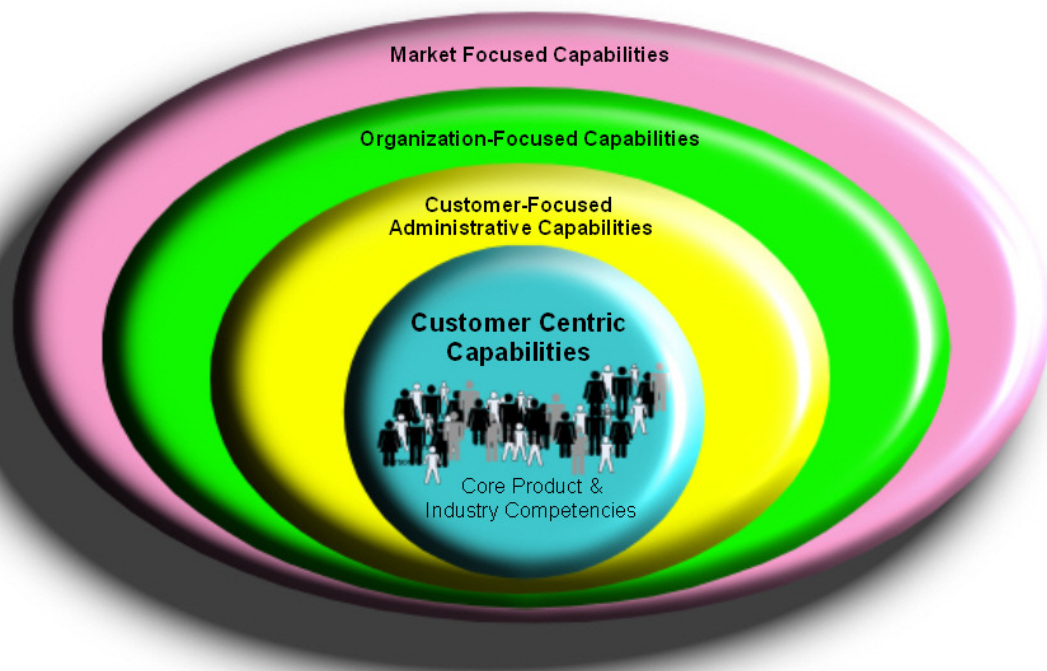 Market Focused Capabilities
Organization-Focused Capabilities
Customer-Focused
Administrative Capabilities
Customer Centric
Capabilities
Core Product &
Industry Competencies